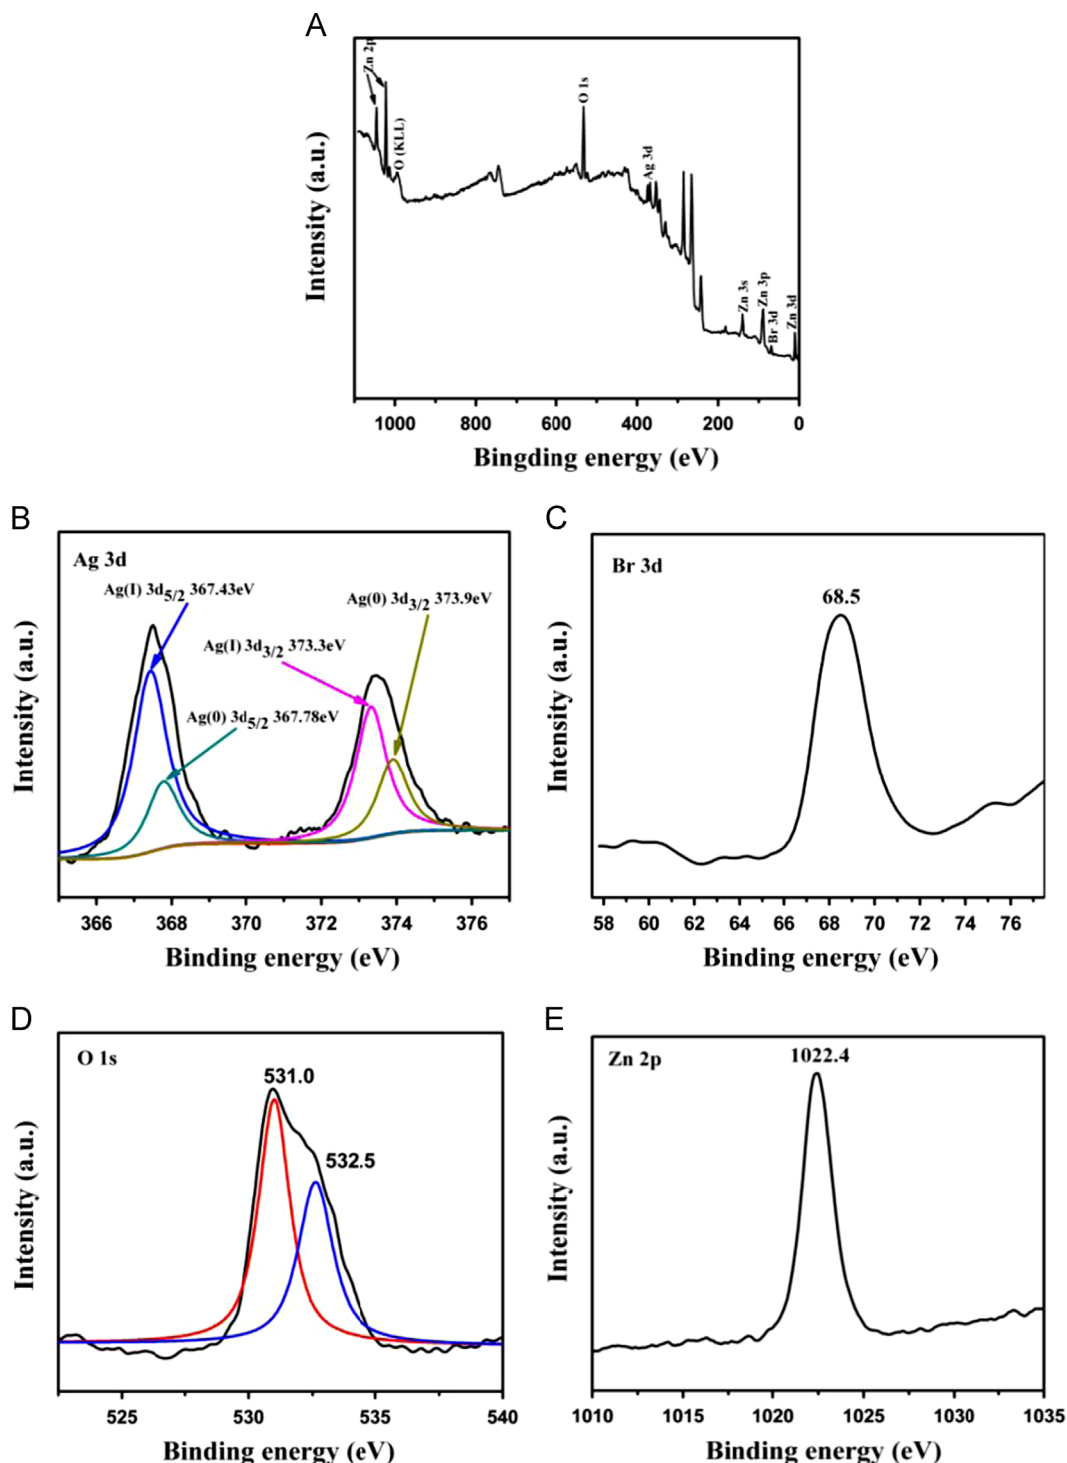 A
Zn 2p
O (KLL)
O 1s
Ag 3d
Zn 3s
Zn 3p
Br 3d
Zn 3d
Intensity (a.u.)
1000 800 600 400 200 0
Bingding energy (eV)
B
Ag 3d
Ag(I) 3d5/2 367.43eV
Ag(0) 3d3/2 373.9eV
Ag(I) 3d3/2 373.3eV
Ag(0) 3d5/2 367.78eV
Intensity (a.u.)
366 368 370 372 374 376
Binding energy (eV)
C
Br 3d
68.5
Intensity (a.u.)
58 60 62 64 66 68 70 72 74 76
Binding energy (eV)
D
O 1s
531.0
532.5
Intensity (a.u.)
525 530 535 540
Binding energy (eV)
E
Zn 2p
1022.4
Intensity (a.u.)
1010 1015 1020 1025 1030 1035
Binding energy (eV)